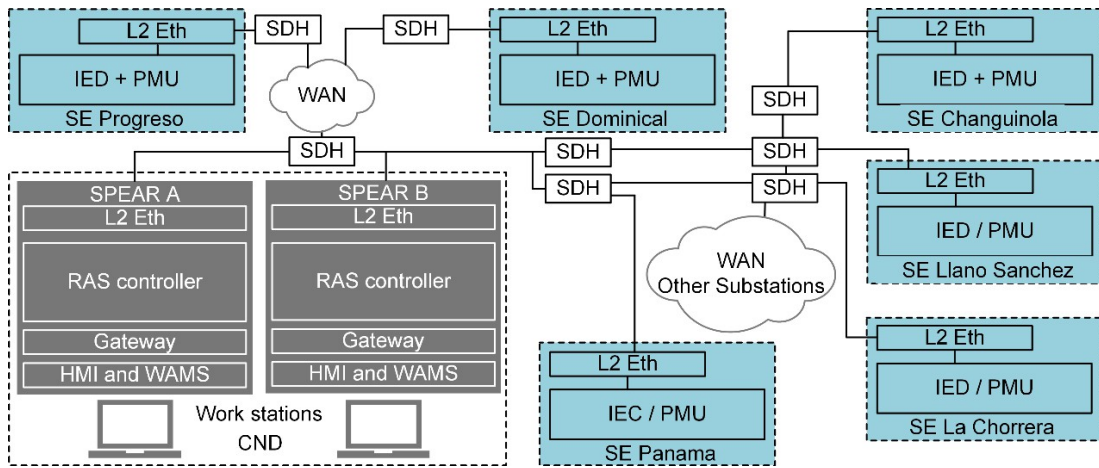 L2 Eth
IED + PMU
SE Progreso
SDH
SDH
WAN
L2 Eth
IED + PMU
SE Dominical
L2 Eth
IED + PMU
SE Changuinola
SDH
SDH
SDH
SDH
SDH
SDH
SPEAR A
L2 Eth
RAS controller
Gateway
HMI and WAMS
SPEAR B
L2 Eth
RAS controller
Gateway
HMI and WAMS
Work stations
CND
WAN
Other Substations
L2 Eth
IED / PMU
SE Llano Sanchez
L2 Eth
IEC / PMU
SE Panama
L2 Eth
IED / PMU
SE La Chorrera